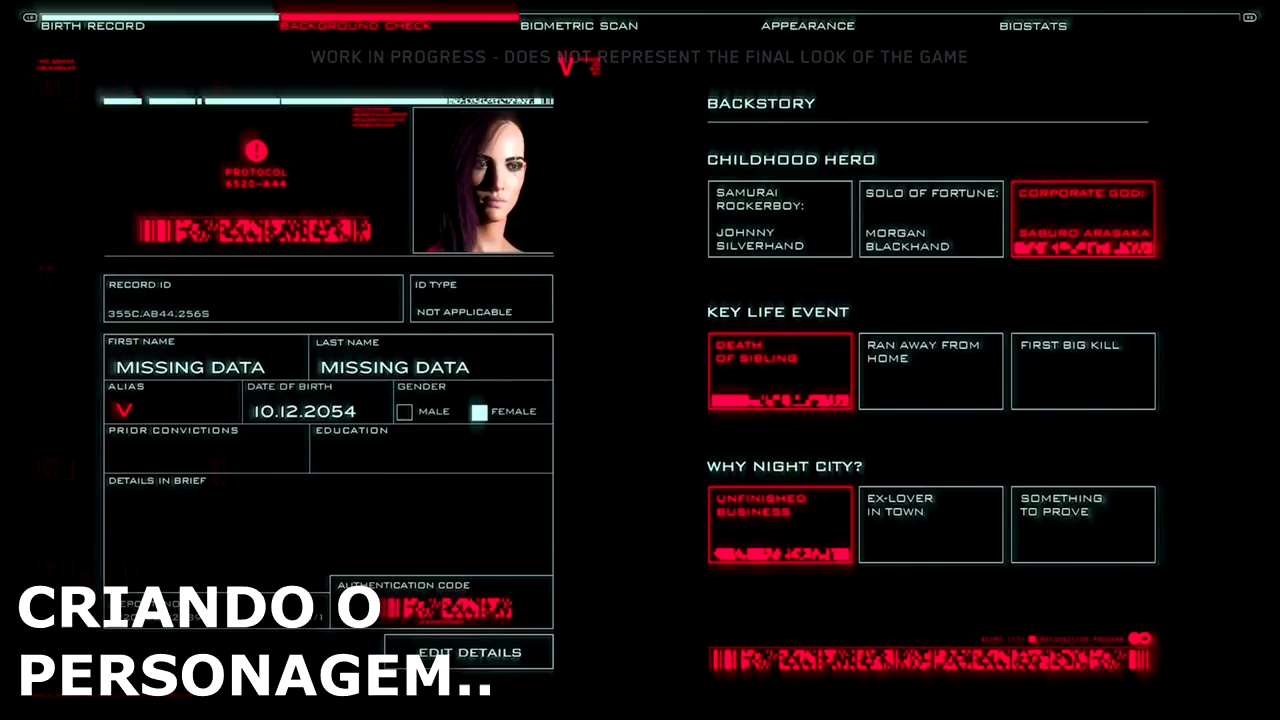 BIRTH RECORD
BACKGROUND CHECK
BIOMETRIC SCAN
APPEARANCE
BIOSTATS
WORK IN PROGRESS - DOES NOT REPRESENT THE FINAL LOOK OF THE GAME
V
PROTOCOL
6520-A44
RECORD ID
355C.AB44.256S
ID TYPE
NOT APPLICABLE
FIRST NAME
MISSING DATA
LAST NAME
MISSING DATA
ALIAS
V
DATE OF BIRTH
10.12.2054
GENDER
MALE
FEMALE
PRIOR CONVICTIONS
EDUCATION
DETAILS IN BRIEF
AUTHENTICATION CODE
EDIT DETAILS
BACKSTORY
CHILDHOOD HERO
SAMURAI
ROCKERBOY:
JOHNNY
SILVERHAND
SOLO OF FORTUNE:
MORGAN
BLACKHAND
CORPORATE GOD:
SABURO ARASAKA
KEY LIFE EVENT
DEATH
OF SIBLING
RAN AWAY FROM
HOME
FIRST BIG KILL
WHY NIGHT CITY?
UNFINISHED
BUSINESS
EX-LOVER
IN TOWN
SOMETHING
TO PROVE
CRIANDO O
PERSONAGEM..